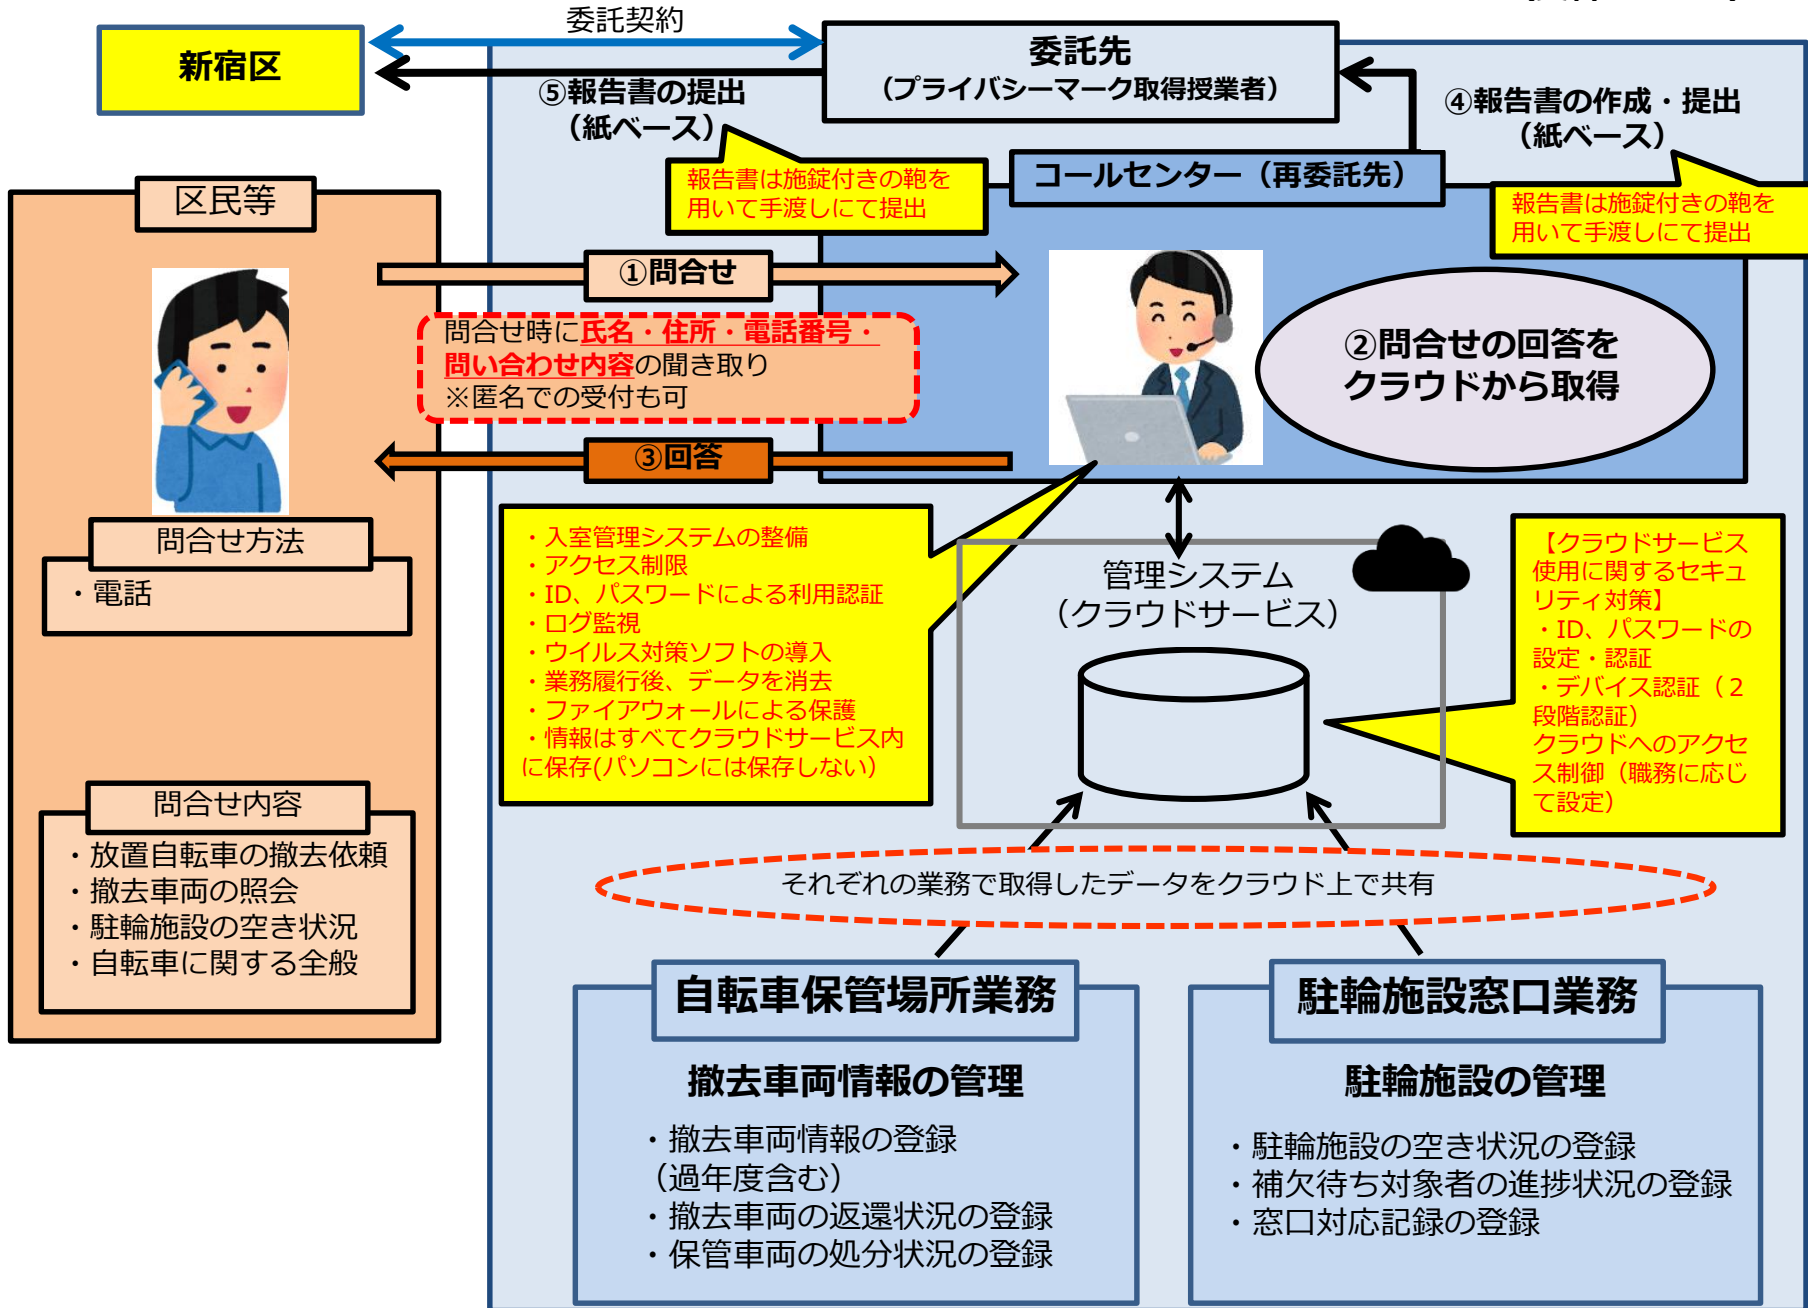 委託契約
新宿区
委託先
（プライバシーマーク取得授業者）
⑤報告書の提出
（紙ベース）
④報告書の作成・提出
（紙ベース）
報告書は施錠付きの鞄を
用いて手渡しにて提出
コールセンター（再委託先）
報告書は施錠付きの鞄を
用いて手渡しにて提出
区民等
①問合せ
問合せ時に氏名・住所・電話番号・
問い合わせ内容の聞き取り
※匿名での受付も可
②問合せの回答を
クラウドから取得
③回答
問合せ方法
・電話
・入室管理システムの整備
・アクセス制限
・ID、パスワードによる利用認証
・ログ監視
・ウイルス対策ソフトの導入
・業務履行後、データを消去
・ファイアウォールによる保護
・情報はすべてクラウドサービス内
に保存(パソコンには保存しない）
管理システム
（クラウドサービス）
【クラウドサービス
使用に関するセキュ
リティ対策】
・ID、パスワードの
設定・認証
・デバイス認証（２
段階認証）
クラウドへのアクセ
ス制御（職務に応じ
て設定）
問合せ内容
・放置自転車の撤去依頼
・撤去車両の照会
・駐輪施設の空き状況
・自転車に関する全般
それぞれの業務で取得したデータをクラウド上で共有
自転車保管場所業務
撤去車両情報の管理
・撤去車両情報の登録
（過年度含む）
・撤去車両の返還状況の登録
・保管車両の処分状況の登録
駐輪施設窓口業務
駐輪施設の管理
・駐輪施設の空き状況の登録
・補欠待ち対象者の進捗状況の登録
・窓口対応記録の登録